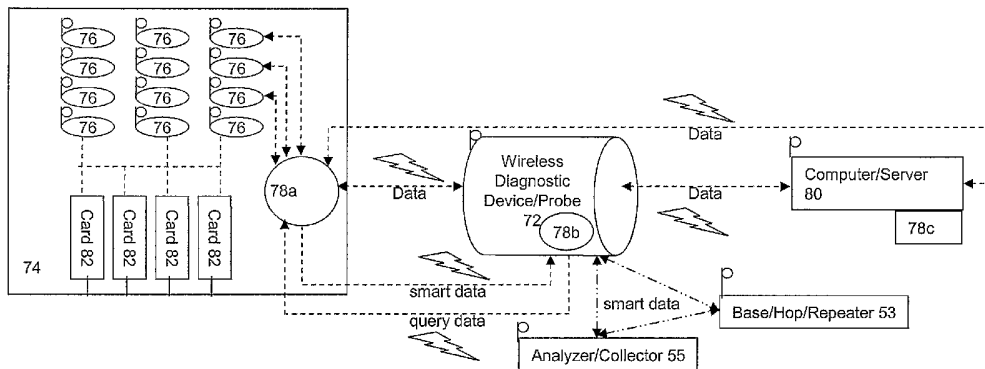 76 76 76
76 76 76
76 76 76
76 76 76
78a
Card 82
Card 82
Card 82
Card 82
74
Data
Wireless
Diagnostic
Device/Probe
72
78b
Data
Data
Computer/Server
80
78c
smart data
query data
smart data
Base/Hop/Repeater 53
Analyzer/Collector 55